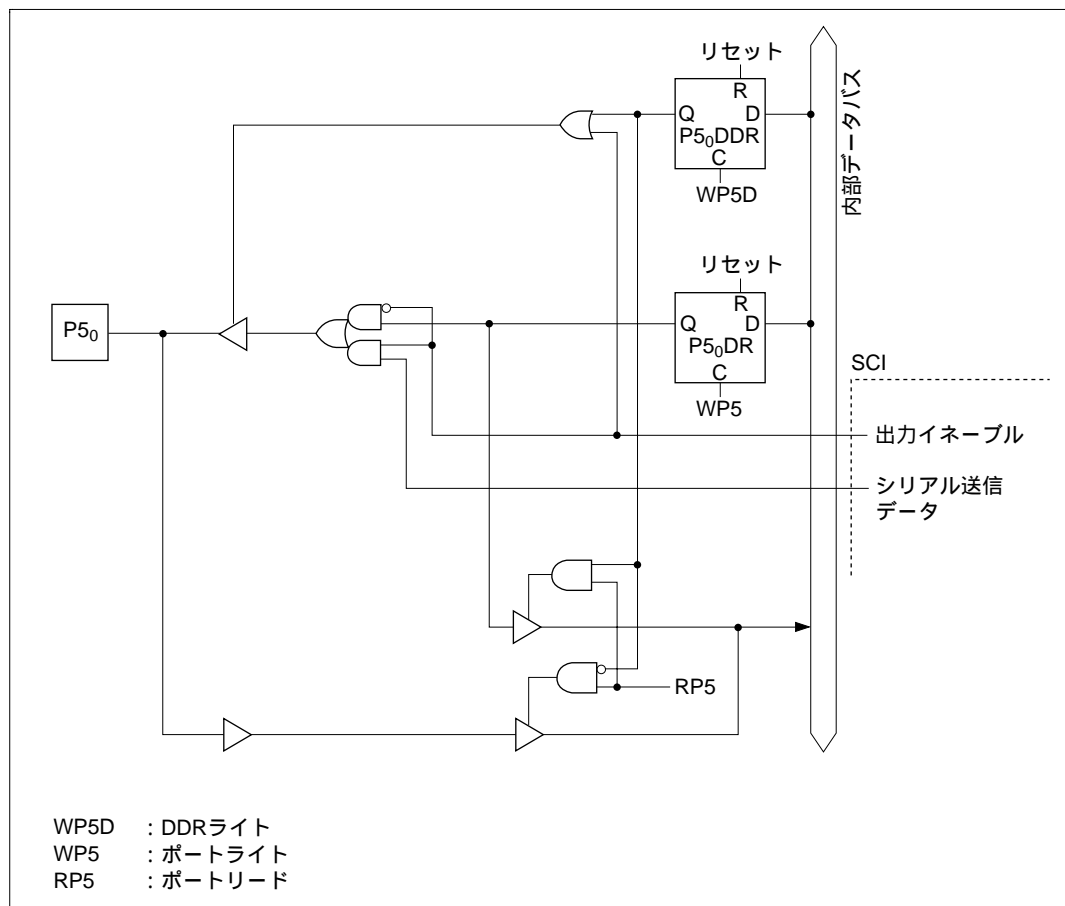 リセット
R
Q D
P5₀DDR
C
WP5D
内部データバス
リセット
R
Q D
P5₀DR
C
WP5
P5₀
SCI
出力イネーブル
シリアル送信
データ
RP5
WP5D : DDRライト
WP5 : ポートライト
RP5 : ポートリード